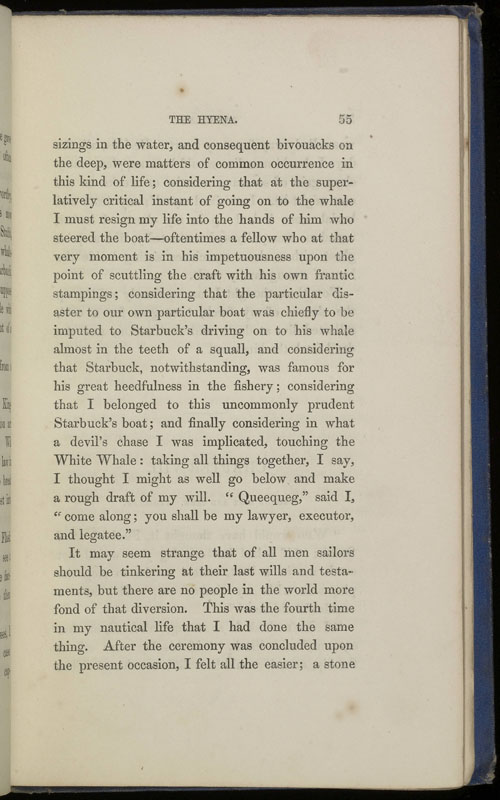 THE HYENA. 55
sizings in the water, and consequent bivouacks on
the deep, were matters of common occurrence in
this kind of life; considering that at the super-
latively critical instant of going on to the whale
I must resign my life into the hands of him who
steered the boat—oftentimes a fellow who at that
very moment is in his impetuousness upon the
point of scuttling the craft with his own frantic
stampings; considering that the particular dis-
aster to our own particular boat was chiefly to be
imputed to Starbuck's driving on to his whale
almost in the teeth of a squall, and considering
that Starbuck, notwithstanding, was famous for
his great heedfulness in the fishery; considering
that I belonged to this uncommonly prudent
Starbuck's boat; and finally considering in what
a devil's chase I was implicated, touching the
White Whale: taking all things together, I say,
I thought I might as well go below and make
a rough draft of my will. "Queequeg," said I,
"come along; you shall be my lawyer, executor,
and legatee."
It may seem strange that of all men sailors
should be tinkering at their last wills and testa-
ments, but there are no people in the world more
fond of that diversion. This was the fourth time
in my nautical life that I had done the same
thing. After the ceremony was concluded upon
the present occasion, I felt all the easier; a stone